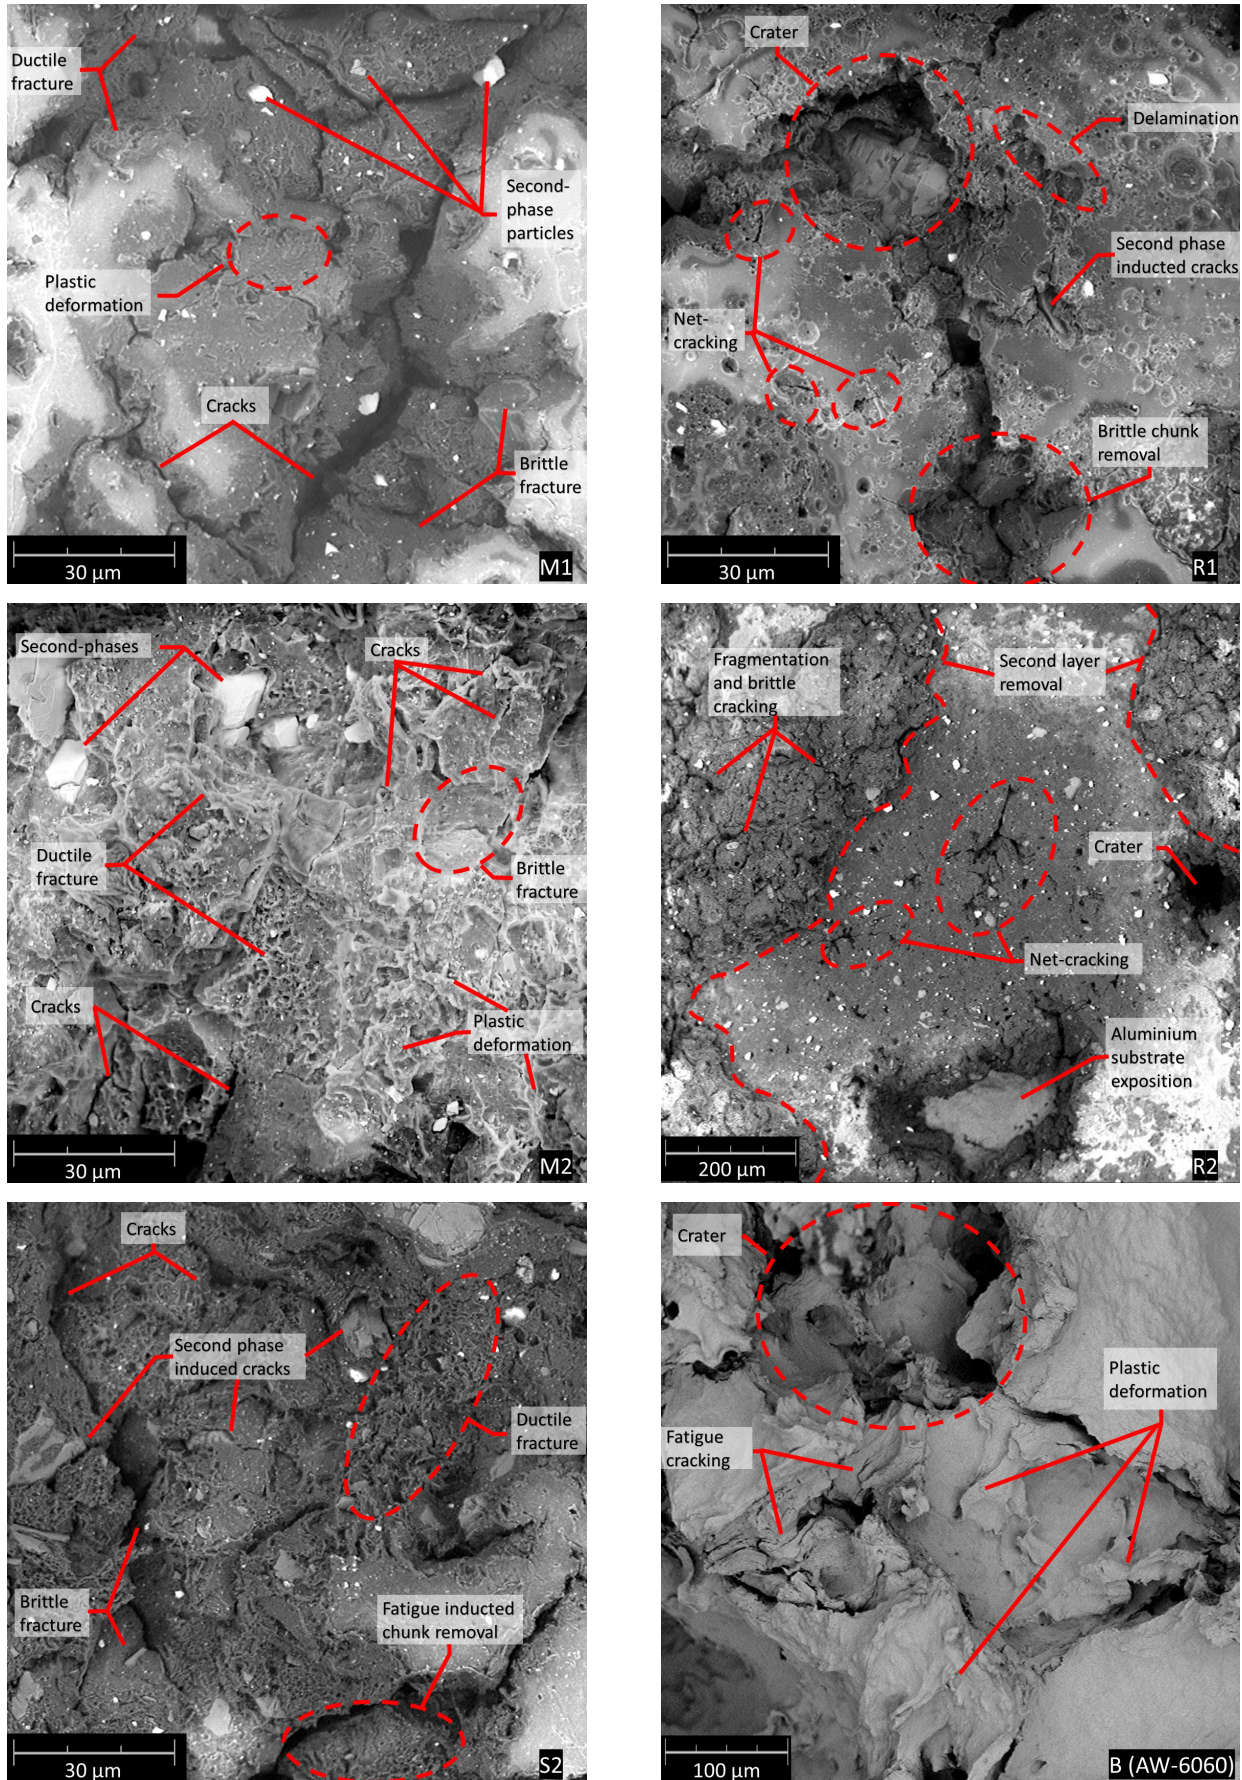 Ductile
fracture
Second-
phase
particles
Plastic
deformation
Cracks
Brittle
fracture
30 µm
M1
Crater
Delamination
Second phase
inducted cracks
Net-
cracking
Brittle chunk
removal
30 µm
R1
Second-phases
Cracks
Ductile
fracture
Brittle
fracture
Cracks
Plastic
deformation
30 µm
M2
Fragmentation
and brittle
cracking
Second layer
removal
Crater
Net-cracking
Aluminium
substrate
exposition
200 µm
R2
Cracks
Second phase
induced cracks
Ductile
fracture
Brittle
fracture
Fatigue inducted
chunk removal
30 µm
S2
Crater
Plastic
deformation
Fatigue
cracking
100 µm
B (AW-6060)